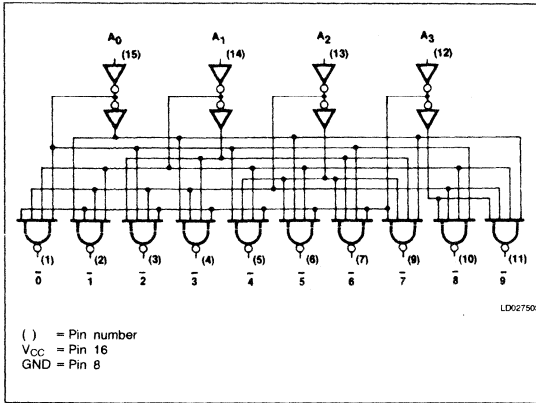 A0 A1 A2 A3
(15) (14) (13) (12)
(1) (2) (3) (4) (5) (6) (7) (9) (10) (11)
0̅ 1̅ 2̅ 3̅ 4̅ 5̅ 6̅ 7̅ 8̅ 9̅
LD02750
( ) = Pin number
VCC = Pin 16
GND = Pin 8